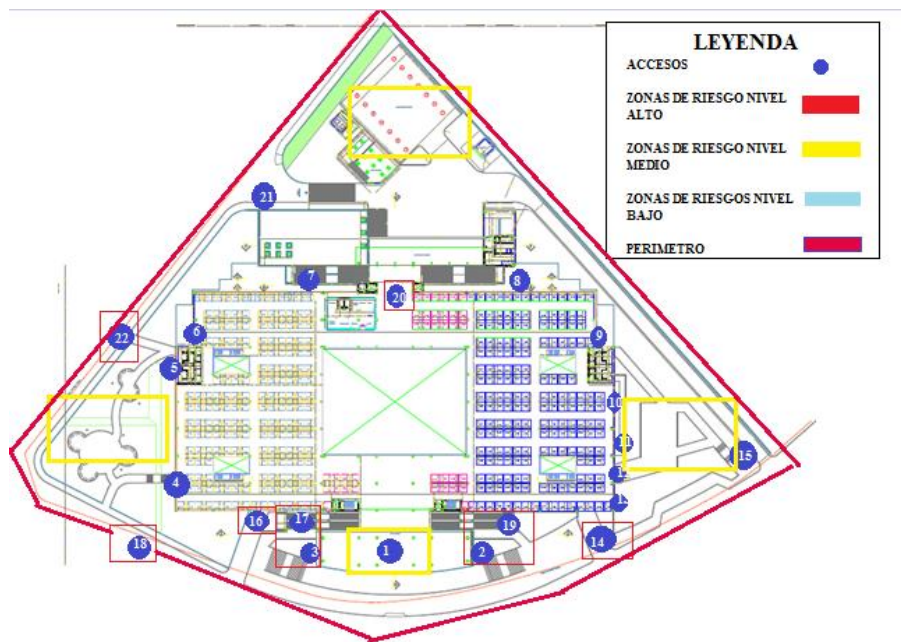 LEYENDA
ACCESOS
ZONAS DE RIESGO NIVEL
ALTO
ZONAS DE RIESGO NIVEL
MEDIO
ZONAS DE RIESGOS NIVEL
BAJO
PERIMETRO
21
7
8
20
22
6
9
5
10
11
15
4
16
17
19
18
3
1
2
14